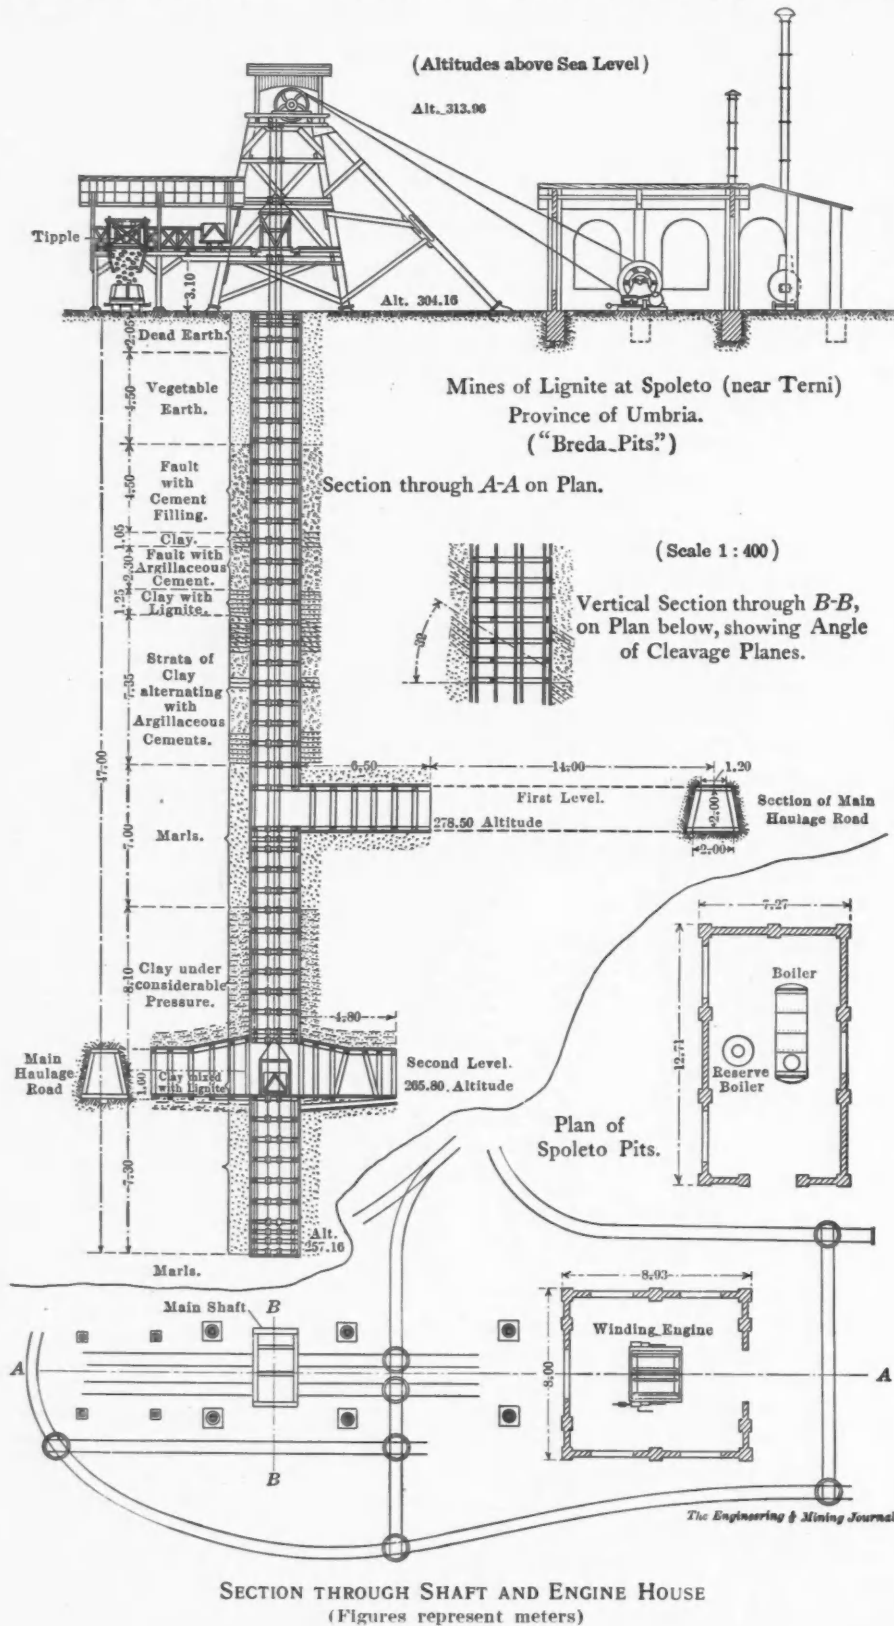 (Altitudes above Sea Level)
Alt. 313.96
Tipple
3.10
Alt. 304.16
2.05
Dead Earth.
4.50
Vegetable
Earth.
Mines of Lignite at Spoleto (near Terni)
Province of Umbria.
("Breda Pits.")
Section through A-A on Plan.
4.50
Fault
with
Cement
Filling.
1.05
Clay.
2.30
Fault with
Argillaceous
Cement.
1.25
Clay with
Lignite.
(Scale 1 : 400)
32
Vertical Section through B-B,
on Plan below, showing Angle
of Cleavage Planes.
7.35
Strata of
Clay
alternating
with
Argillaceous
Cements.
47.00
6.50
14.00
1.20
First Level.
278.50 Altitude
2.00
2.00
Section of Main
Haulage Road
7.00
Marls.
7.27
12.71
Boiler
Reserve
Boiler
8.10
Clay under
considerable
Pressure.
4.80
Main
Haulage
Road
Clay mixed
with Lignite
Second Level.
265.80 Altitude
Plan of
Spoleto Pits.
7.30
Alt.
257.16
Marls.
Main Shaft
B
8.93
8.00
Winding Engine
A
A
B
The Engineering & Mining Journal
SECTION THROUGH SHAFT AND ENGINE HOUSE
(Figures represent meters)